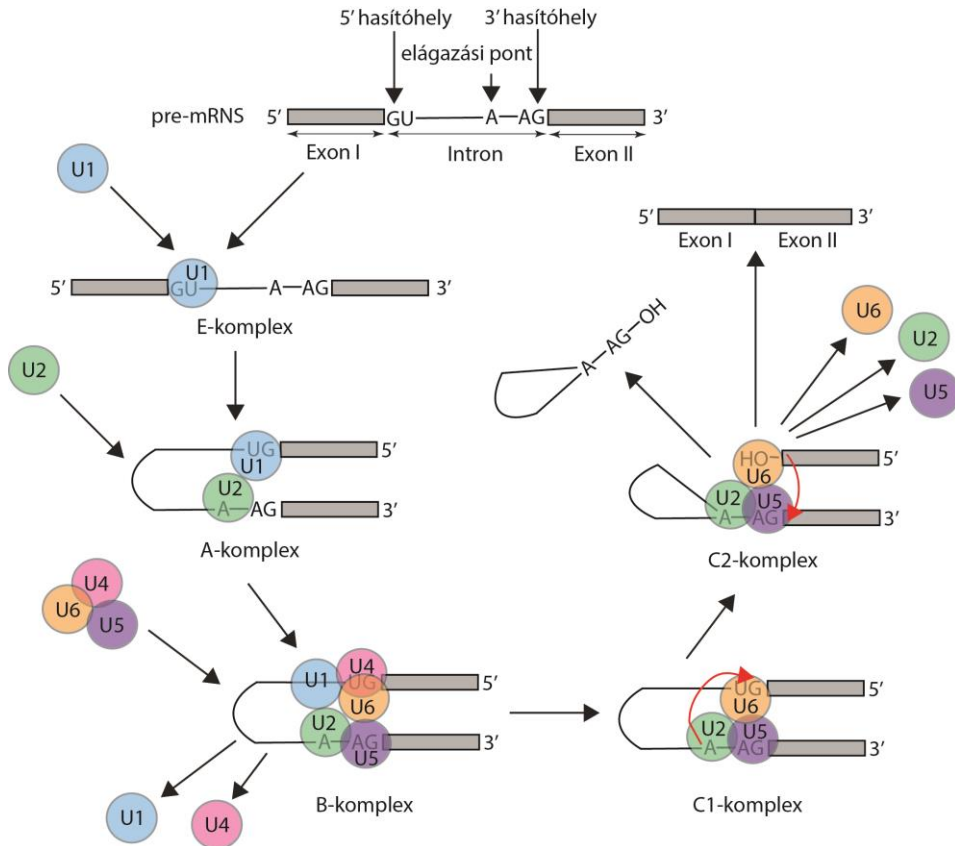 5′ hasítóhely 3′ hasítóhely
elágazási pont
pre-mRNS 5′ GU A AG 3′
Exon I Intron Exon II
U1
5′ U1 GU A AG 3′
E-komplex
U2
UG 5′
U1
U2
A AG 3′
A-komplex
U4
U6 U5
U1 U4 UG 5′
U6
U2
A AG 3′
U5
B-komplex
U1 U4
UG 5′
U6
U2 U5
A AG 3′
C1-komplex
HO 5′
U6
U2 U5
A AG 3′
C2-komplex
A AG OH
U6
U2
U5
5′ 3′
Exon I Exon II